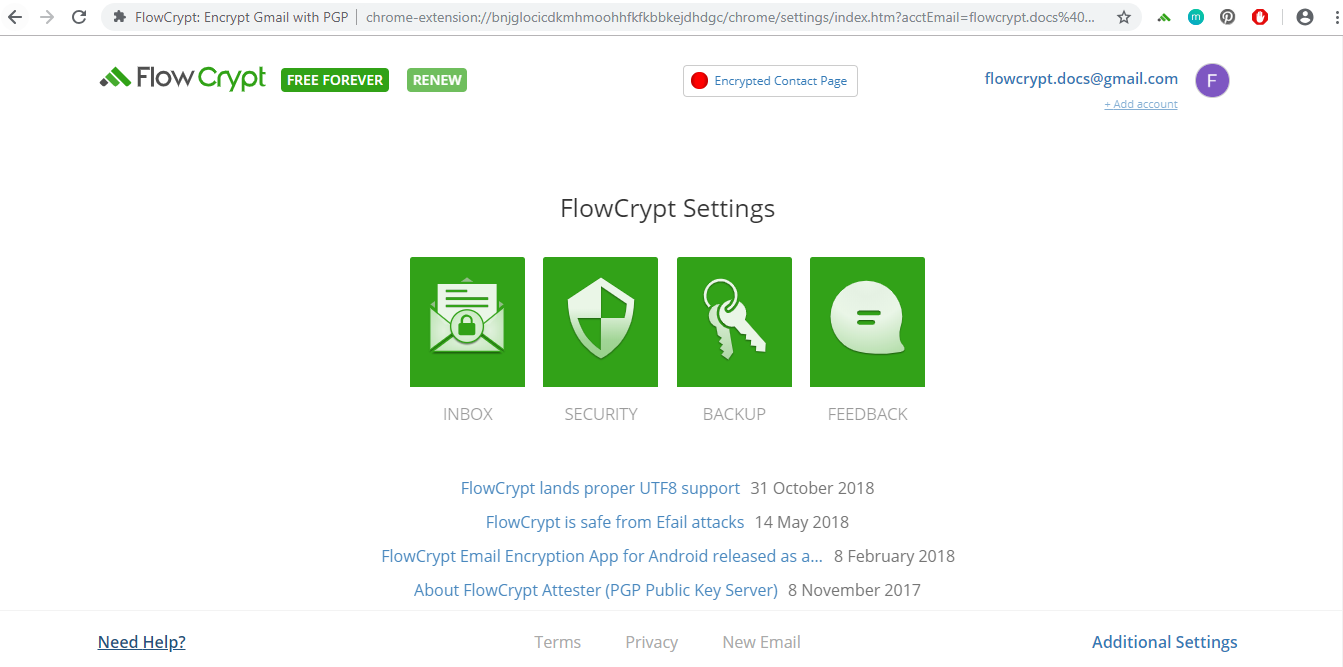 FlowCrypt: Encrypt Gmail with PGP | chrome-extension://bnjglocicdkmhmoohhfkfkbbkejdhdgc/chrome/settings/index.htm?acctEmail=flowcrypt.docs%40...
m
FlowCrypt FREE FOREVER RENEW
Encrypted Contact Page
flowcrypt.docs@gmail.com F
+ Add account
FlowCrypt Settings
INBOX SECURITY BACKUP FEEDBACK
FlowCrypt lands proper UTF8 support 31 October 2018
FlowCrypt is safe from Efail attacks 14 May 2018
FlowCrypt Email Encryption App for Android released as a... 8 February 2018
About FlowCrypt Attester (PGP Public Key Server) 8 November 2017
Need Help? Terms Privacy New Email Additional Settings